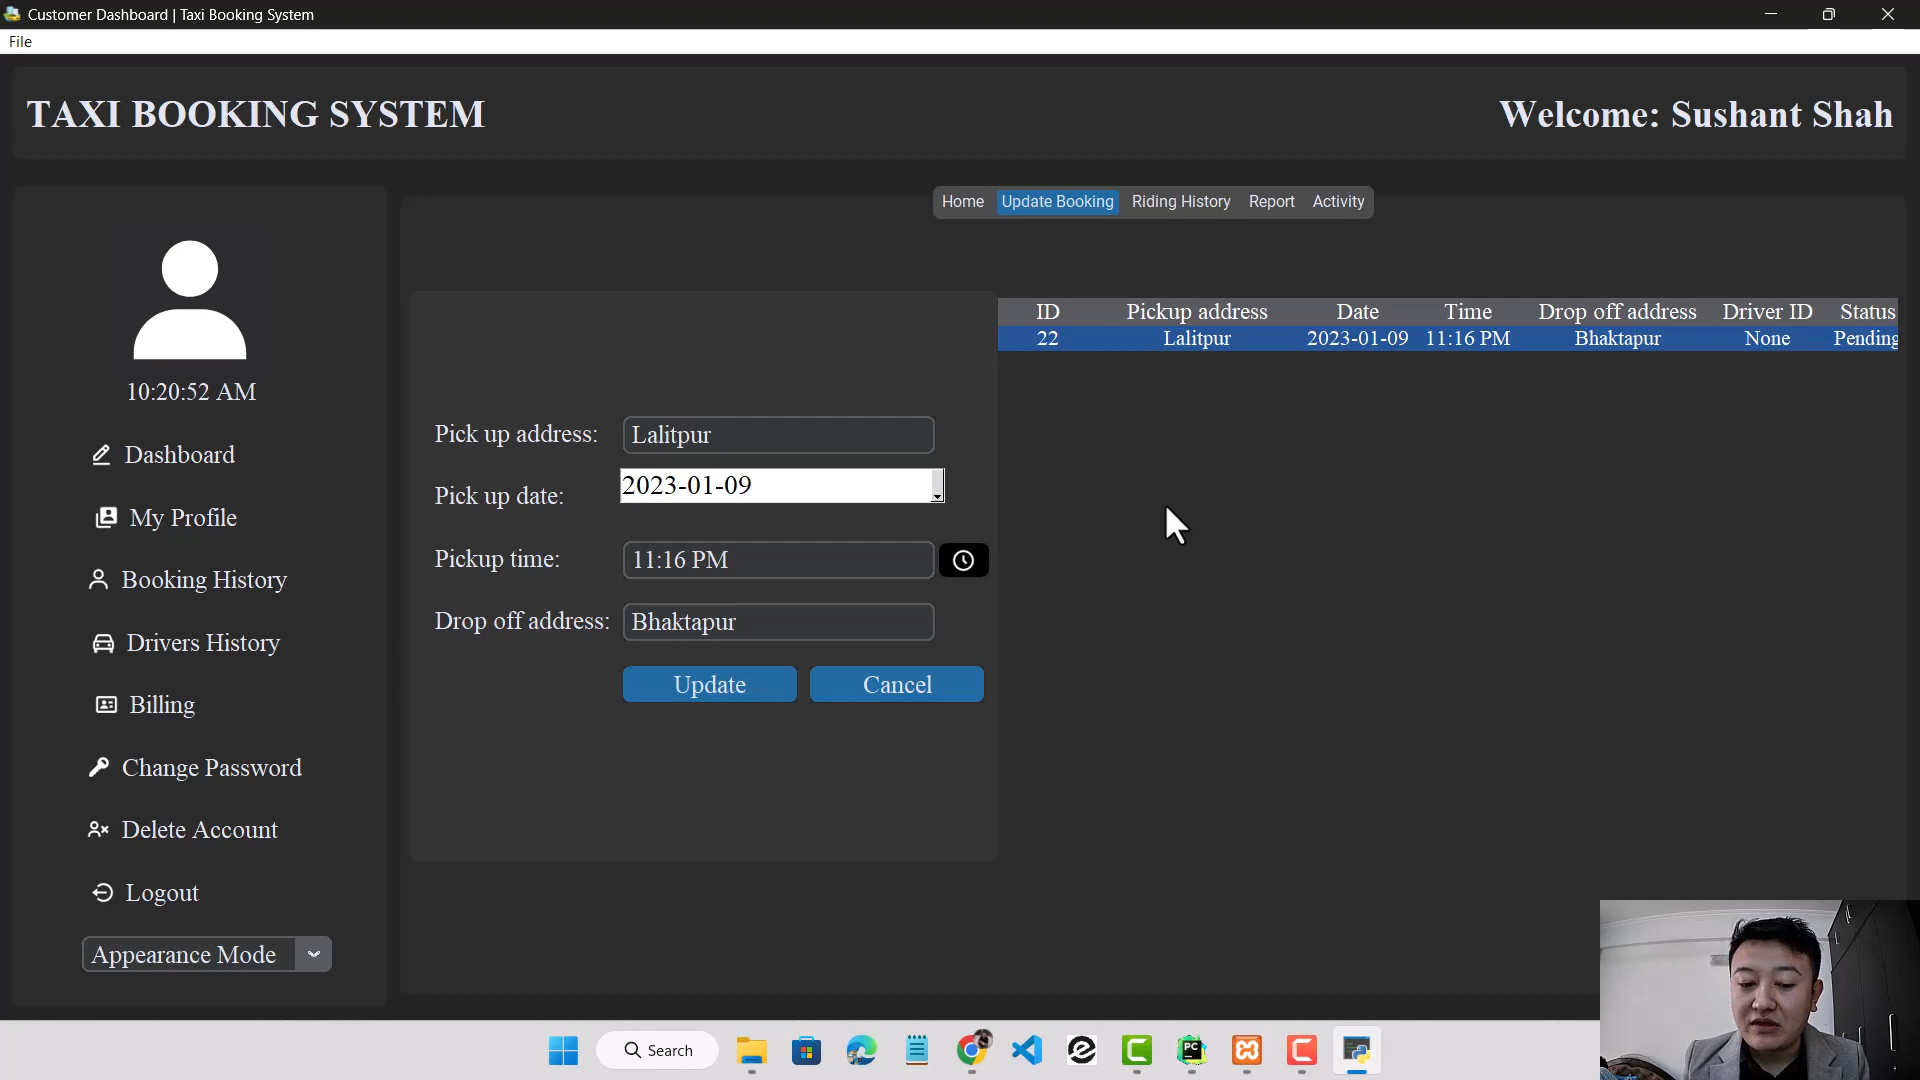 Customer Dashboard | Taxi Booking System
File
TAXI BOOKING SYSTEM
Welcome: Sushant Shah
Home Update Booking Riding History Report Activity
10:20:52 AM
Dashboard
My Profile
Booking History
Drivers History
Billing
Change Password
Delete Account
Logout
Appearance Mode
Pick up address: Lalitpur
Pick up date: 2023-01-09
Pickup time: 11:16 PM
Drop off address: Bhaktapur
Update Cancel
ID Pickup address Date Time Drop off address Driver ID Status
22 Lalitpur 2023-01-09 11:16 PM Bhaktapur None Pending
Search
PC